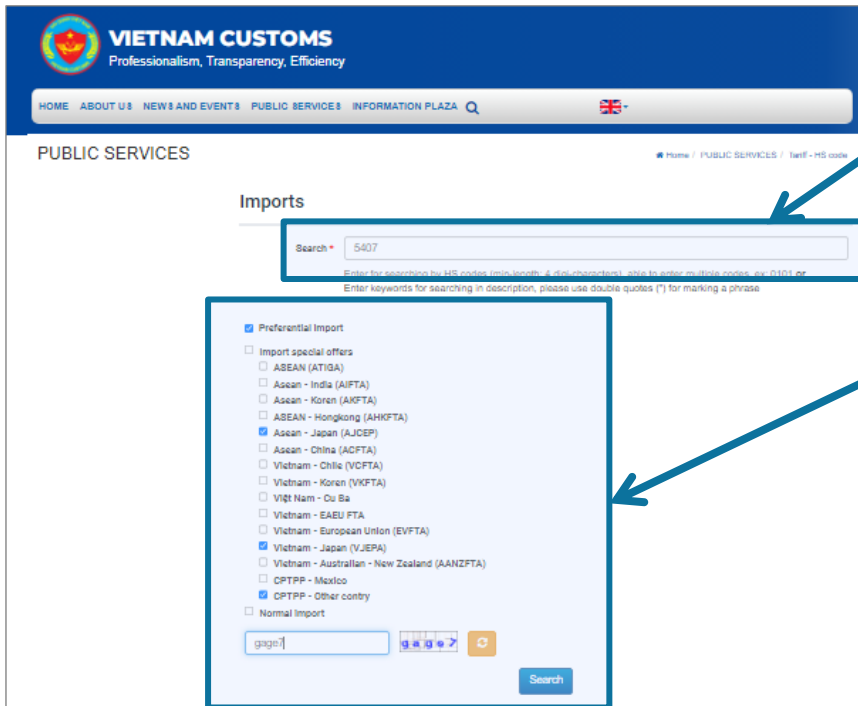 VIETNAM CUSTOMS
Professionalism, Transparency, Efficiency
HOME ABOUT US NEWS AND EVENTS PUBLIC SERVICES INFORMATION PLAZA
PUBLIC SERVICES
Home / PUBLIC SERVICES / Tariff - HS code
Imports
Search * 5407
Enter for searching by HS codes (min-length: 4 digi-characters), able to enter multiple codes, ex: 0101 or
Enter keywords for searching in description, please use double quotes (") for marking a phrase
Preferential Import
Import special offers
ASEAN (ATIGA)
Asean - India (AIFTA)
Asean - Koren (AKFTA)
ASEAN - Hongkong (AHKFTA)
Asean - Japan (AJCEP)
Asean - China (ACFTA)
Vietnam - Chile (VCFTA)
Vietnam - Koren (VKFTA)
Việt Nam - Cu Ba
Vietnam - EAEU FTA
Vietnam - European Union (EVFTA)
Vietnam - Japan (VJEPA)
Vietnam - Australian - New Zealand (AANZFTA)
CPTPP - Mexico
CPTPP - Other contry
Normal Import
gage7 gage7
Search